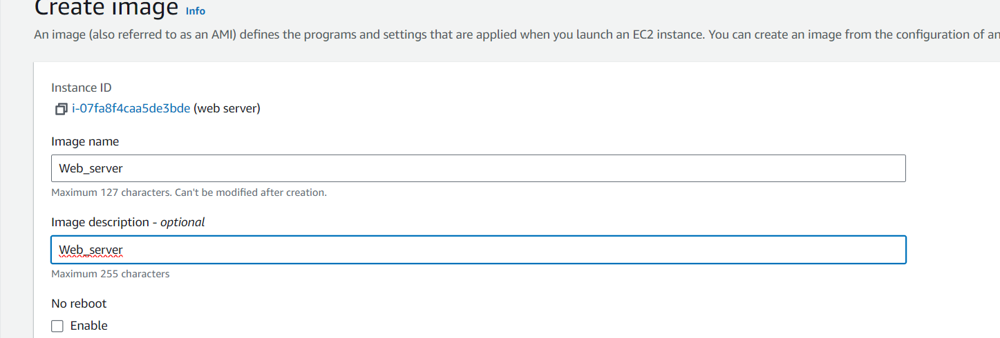 Create image Info
An image (also referred to as an AMI) defines the programs and settings that are applied when you launch an EC2 instance. You can create an image from the configuration of an
Instance ID
i-07fa8f4caa5de3bde (web server)
Image name
Web_server
Maximum 127 characters. Can't be modified after creation.
Image description - optional
Web_server
Maximum 255 characters
No reboot
Enable